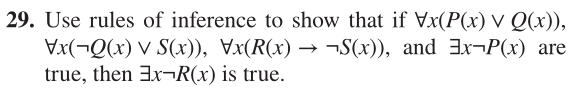 29. Use rules of inference to show that if ∀x(P(x) ∨ Q(x)),
∀x(¬Q(x) ∨ S(x)), ∀x(R(x) → ¬S(x)), and ∃x¬P(x) are
true, then ∃x¬R(x) is true.